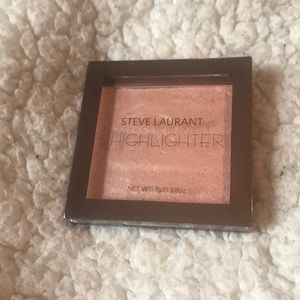 STEVE LAURANT
HIGHLIGHTER
NET WT. 7g/0.28oz